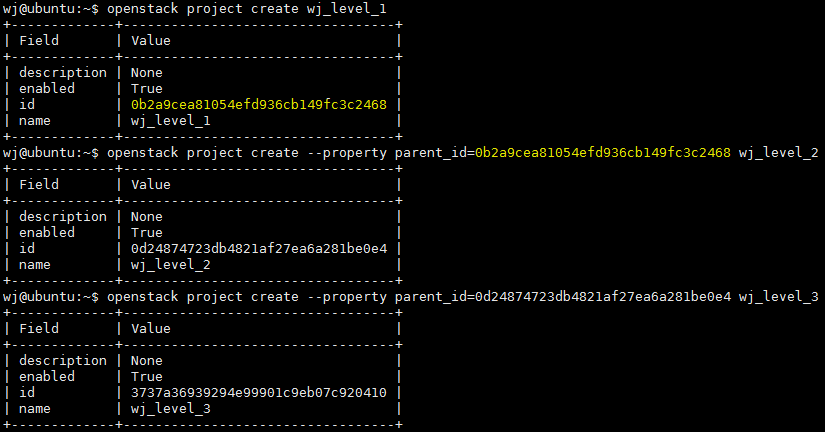 wj@ubuntu:~$ openstack project create wj_level_1
+-------------+----------------------------------+
| Field       | Value                            |
+-------------+----------------------------------+
| description | None                             |
| enabled     | True                             |
| id          | 0b2a9cea81054efd936cb149fc3c2468 |
| name        | wj_level_1                       |
+-------------+----------------------------------+
wj@ubuntu:~$ openstack project create --property parent_id=0b2a9cea81054efd936cb149fc3c2468 wj_level_2
+-------------+----------------------------------+
| Field       | Value                            |
+-------------+----------------------------------+
| description | None                             |
| enabled     | True                             |
| id          | 0d24874723db4821af27ea6a281be0e4 |
| name        | wj_level_2                       |
+-------------+----------------------------------+
wj@ubuntu:~$ openstack project create --property parent_id=0d24874723db4821af27ea6a281be0e4 wj_level_3
+-------------+----------------------------------+
| Field       | Value                            |
+-------------+----------------------------------+
| description | None                             |
| enabled     | True                             |
| id          | 3737a36939294e99901c9eb07c920410 |
| name        | wj_level_3                       |
+-------------+----------------------------------+